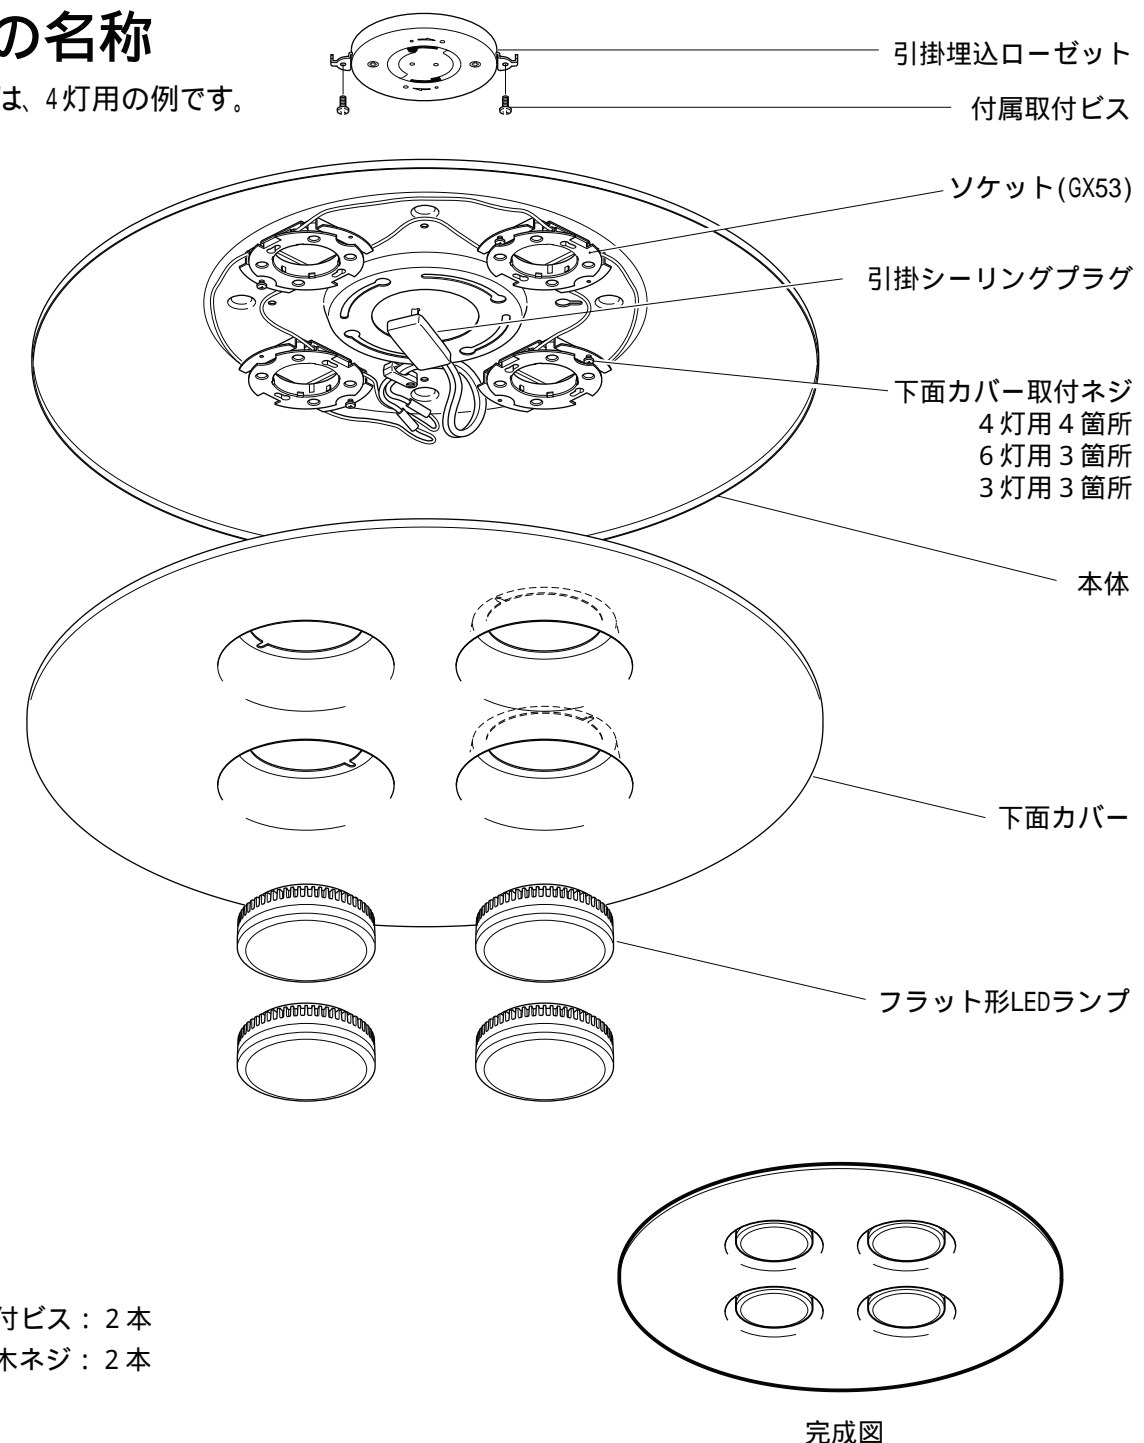 の名称
は、4灯用の例です。
引掛埋込ローゼット
付属取付ビス
ソケット(GX53)
引掛シーリングプラグ
下面カバー取付ネジ
4灯用4箇所
6灯用3箇所
3灯用3箇所
本体
下面カバー
フラット形LEDランプ
付ビス：2本
木ネジ：2本
完成図